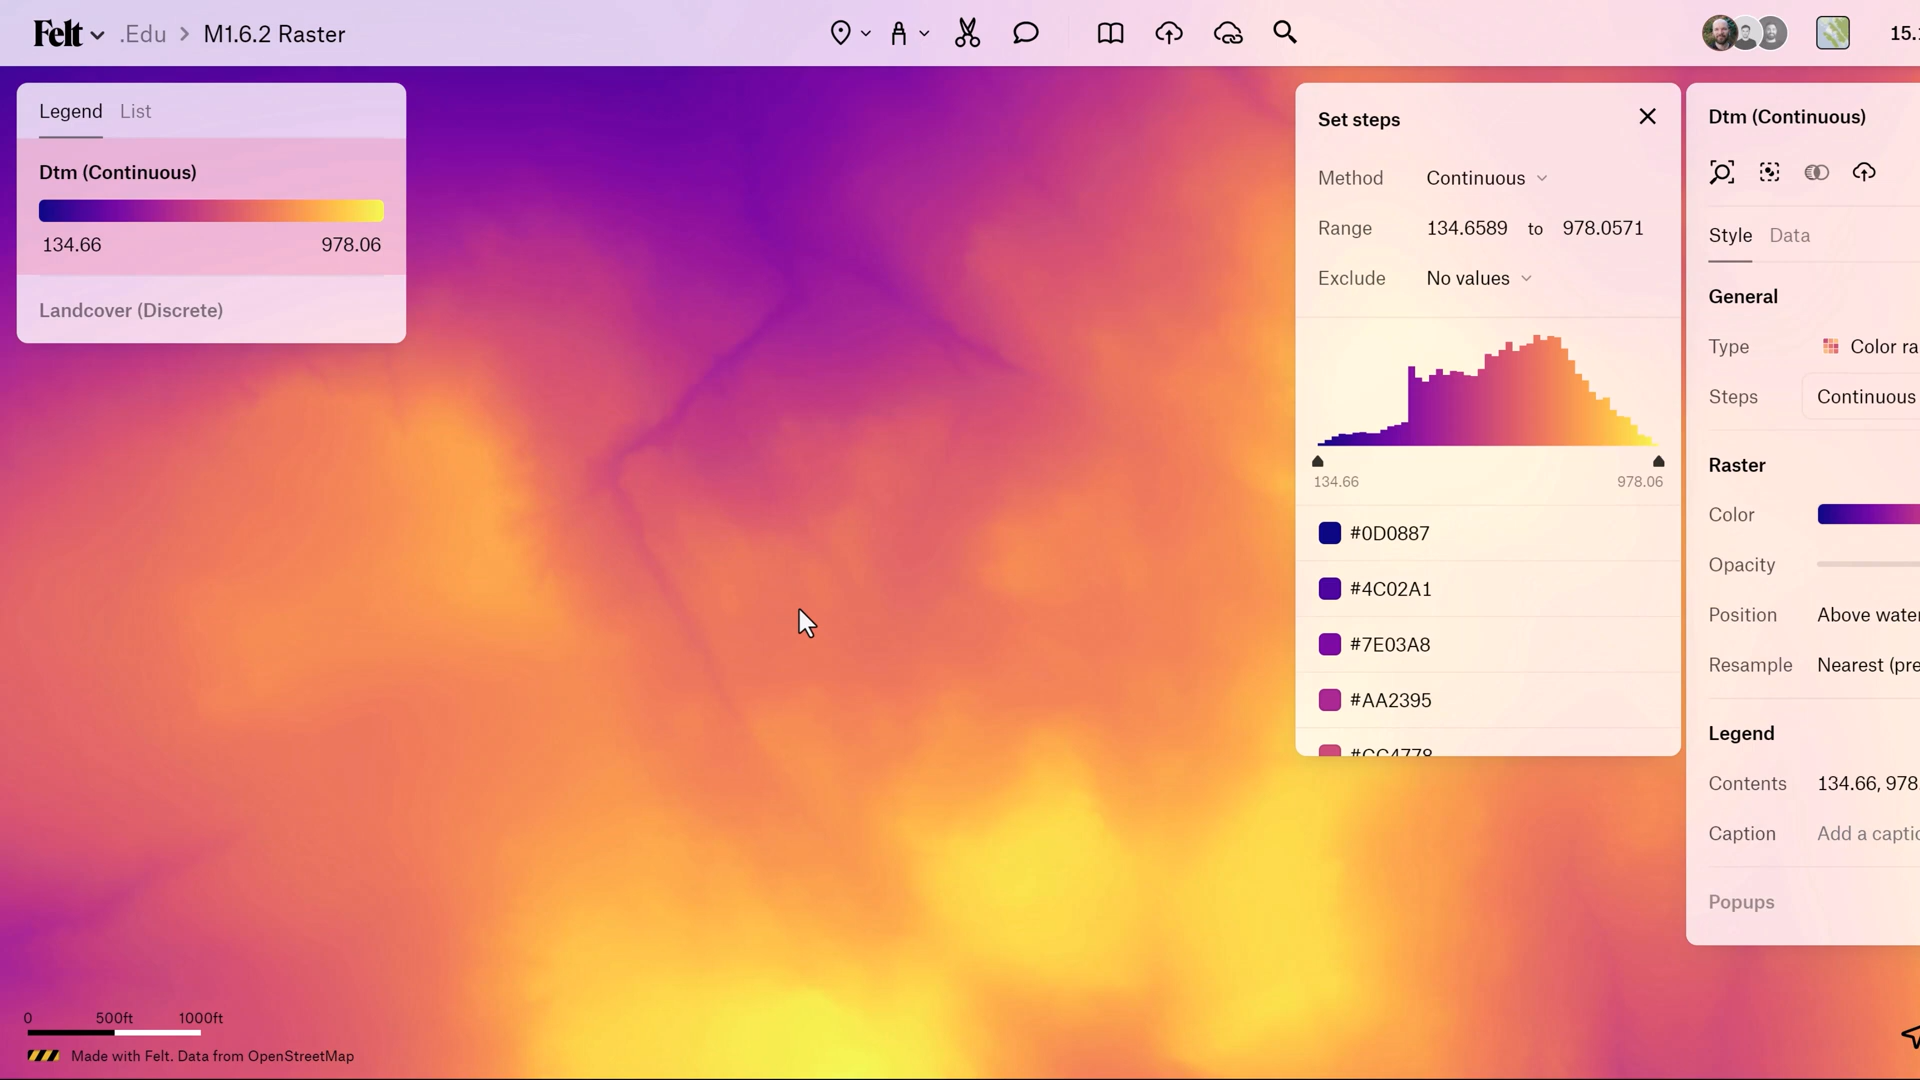 Felt .Edu M1.6.2 Raster
15.
Legend List
Dtm (Continuous)
134.66 978.06
Landcover (Discrete)
Set steps
Method Continuous
Range 134.6589 to 978.0571
Exclude No values
134.66 978.06
#0D0887
#4C02A1
#7E03A8
#AA2395
#CC4778
Dtm (Continuous)
Style Data
General
Type Color ra
Steps Continuous
Raster
Color
Opacity
Position Above water
Resample Nearest (pre
Legend
Contents 134.66, 978.
Caption Add a captio
Popups
0 500ft 1000ft
Made with Felt. Data from OpenStreetMap